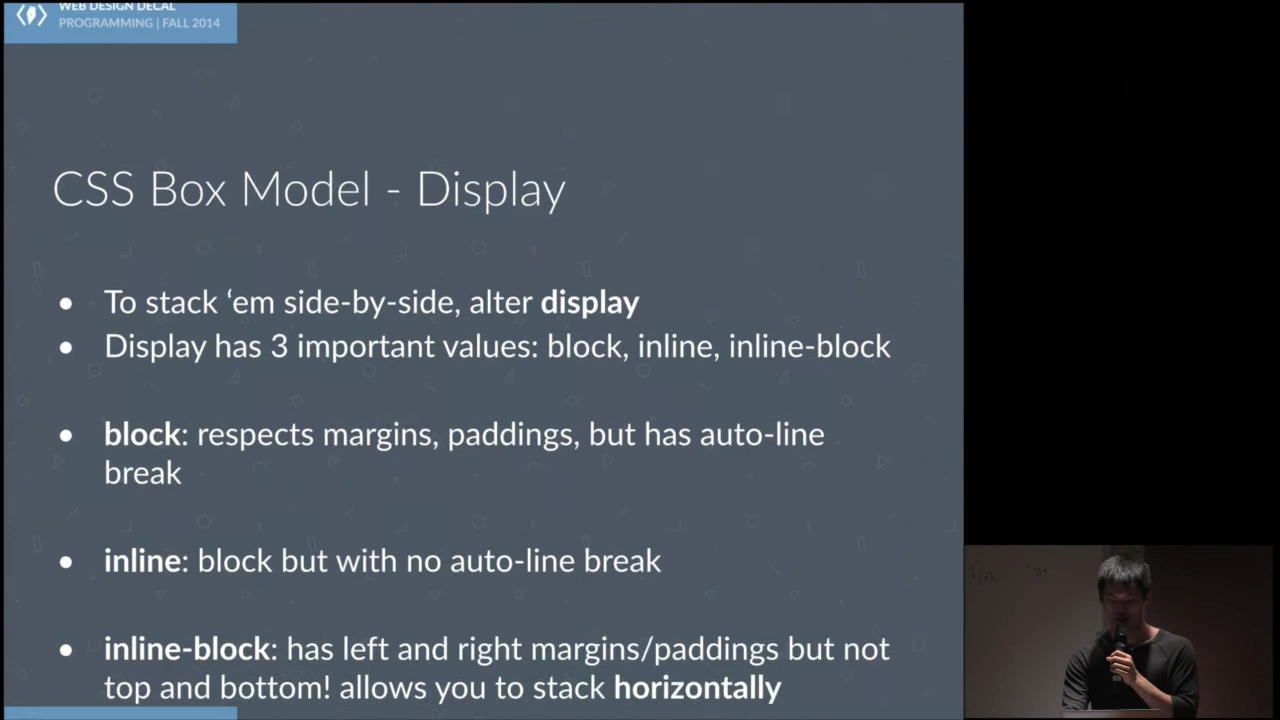 WEB DESIGN DECAL
PROGRAMMING | FALL 2014
CSS Box Model - Display
• To stack ‘em side-by-side, alter display
• Display has 3 important values: block, inline, inline-block
• block: respects margins, paddings, but has auto-line
break
• inline: block but with no auto-line break
• inline-block: has left and right margins/paddings but not
top and bottom! allows you to stack horizontally